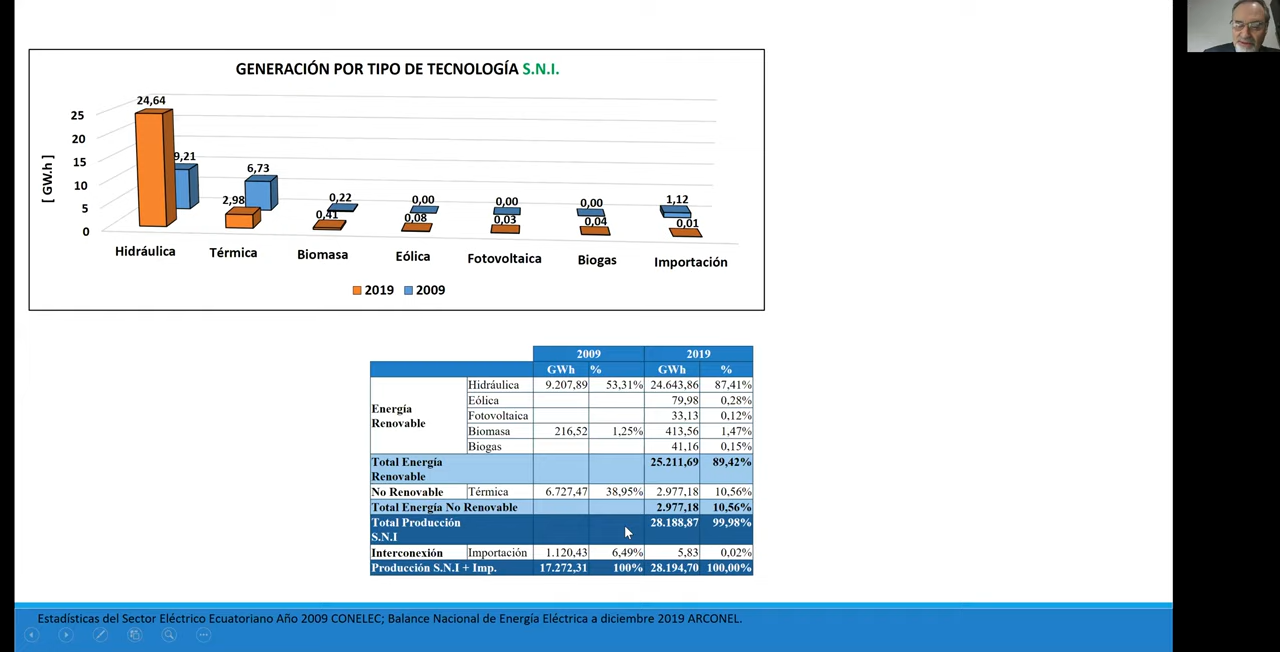 GENERACIÓN POR TIPO DE TECNOLOGÍA S.N.I.
[ GW.h ]
25
20
15
10
5
0
24,64
9,21
2,98
6,73
0,41
0,22
0,08
0,00
0,03
0,00
0,04
0,00
0,01
1,12
Hidráulica Térmica Biomasa Eólica Fotovoltaica Biogas Importación
2019 2009
2009 2019
GWh % GWh %
Energía Renovable
Hidráulica 9.207,89 53,31% 24.643,86 87,41%
Eólica 79,98 0,28%
Fotovoltaica 33,13 0,12%
Biomasa 216,52 1,25% 413,56 1,47%
Biogas 41,16 0,15%
Total Energía Renovable 25.211,69 89,42%
No Renovable Térmica 6.727,47 38,95% 2.977,18 10,56%
Total Energía No Renovable 2.977,18 10,56%
Total Producción S.N.I 28.188,87 99,98%
Interconexión Importación 1.120,43 6,49% 5,83 0,02%
Producción S.N.I + Imp. 17.272,31 100% 28.194,70 100,00%
Estadísticas del Sector Eléctrico Ecuatoriano Año 2009 CONELEC; Balance Nacional de Energía Eléctrica a diciembre 2019 ARCONEL.